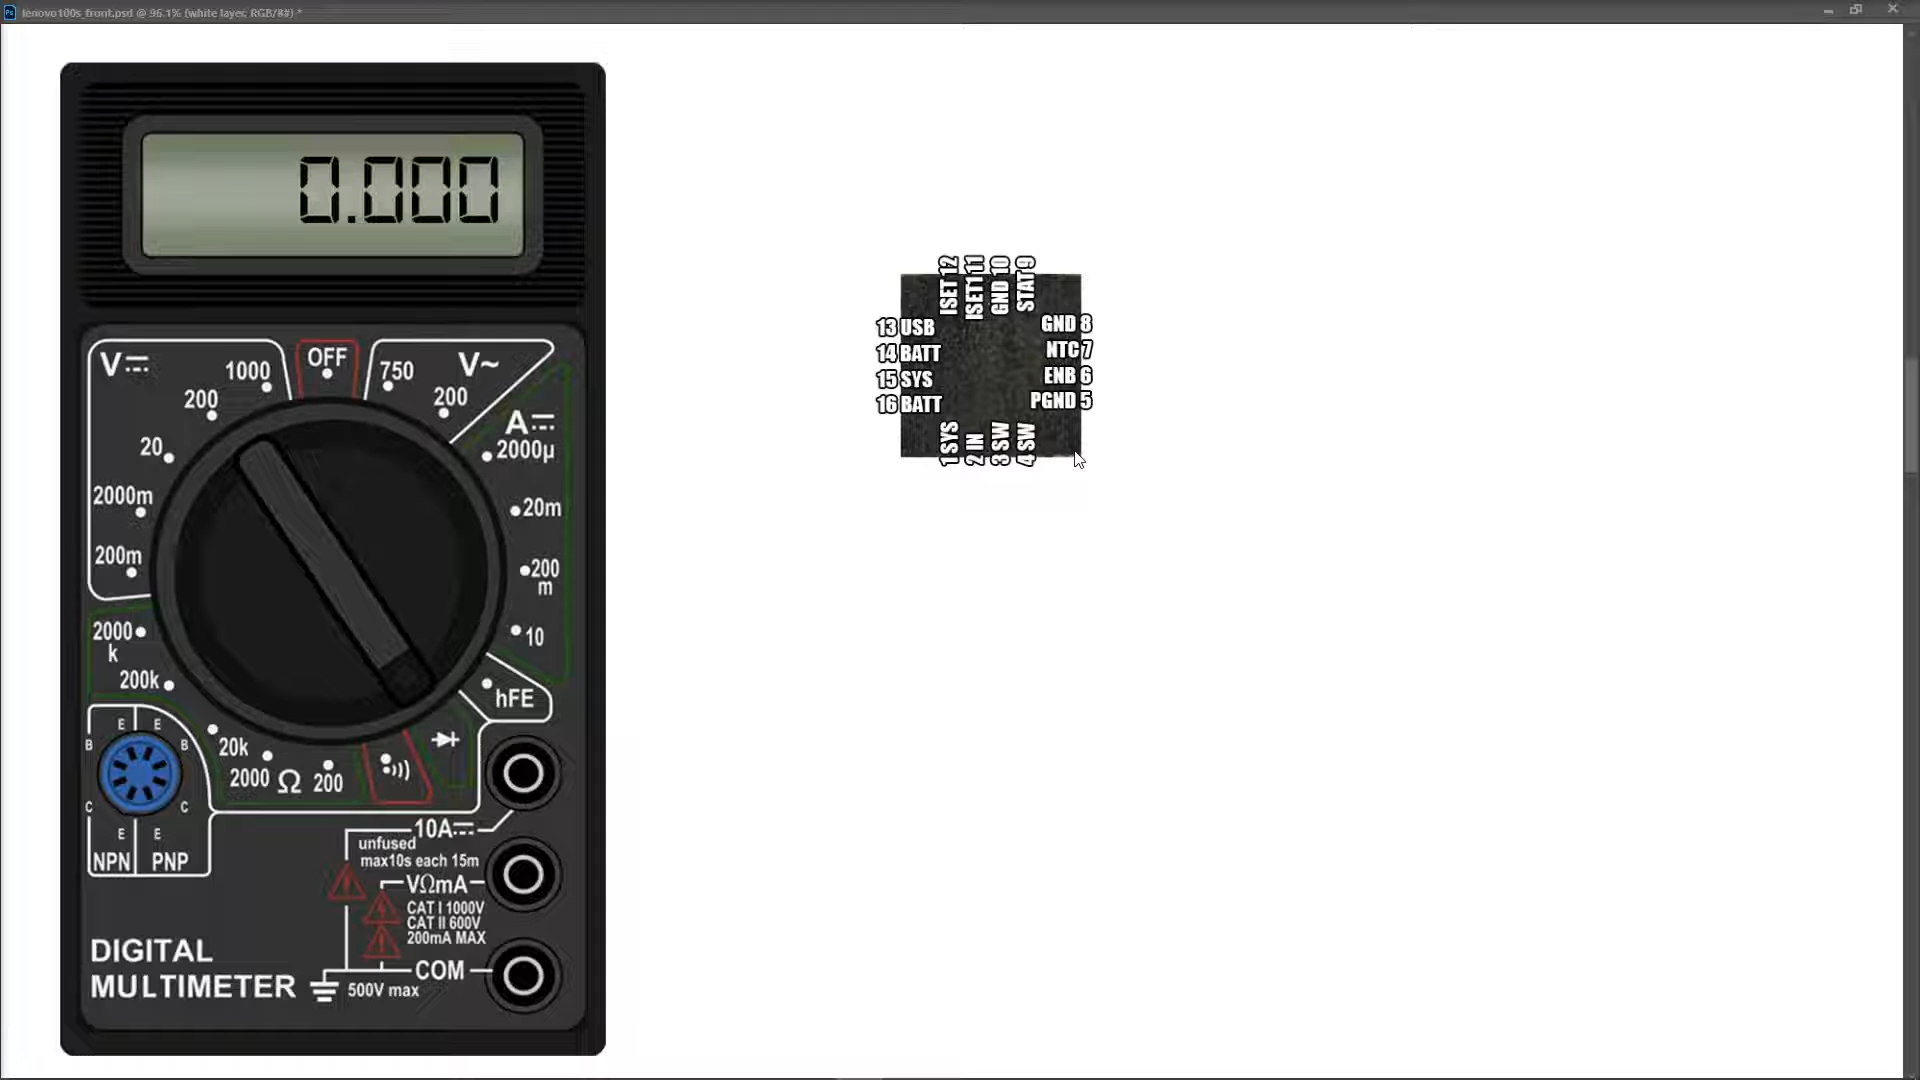 lenovo100s_front.psd @ 96.1% (white layer, RGB/8#) *
0.000
V
1000
OFF
750
V~
200
200
A
20
2000µ
2000m
20m
200m
200
m
2000
k
10
200k
hFE
20k
2000 Ω 200
E E
B B
C C
E E
NPN PNP
10A
unfused
max10s each 15m
VΩmA
CAT I 1000V
CAT II 600V
200mA MAX
COM
500V max
DIGITAL
MULTIMETER
ISET 12
ISET1 11
GND 10
STAT 9
13 USB
14 BATT
15 SYS
16 BATT
GND 8
NTC 7
ENB 6
PGND 5
1 SYS
2 IN
3 SW
4 SW